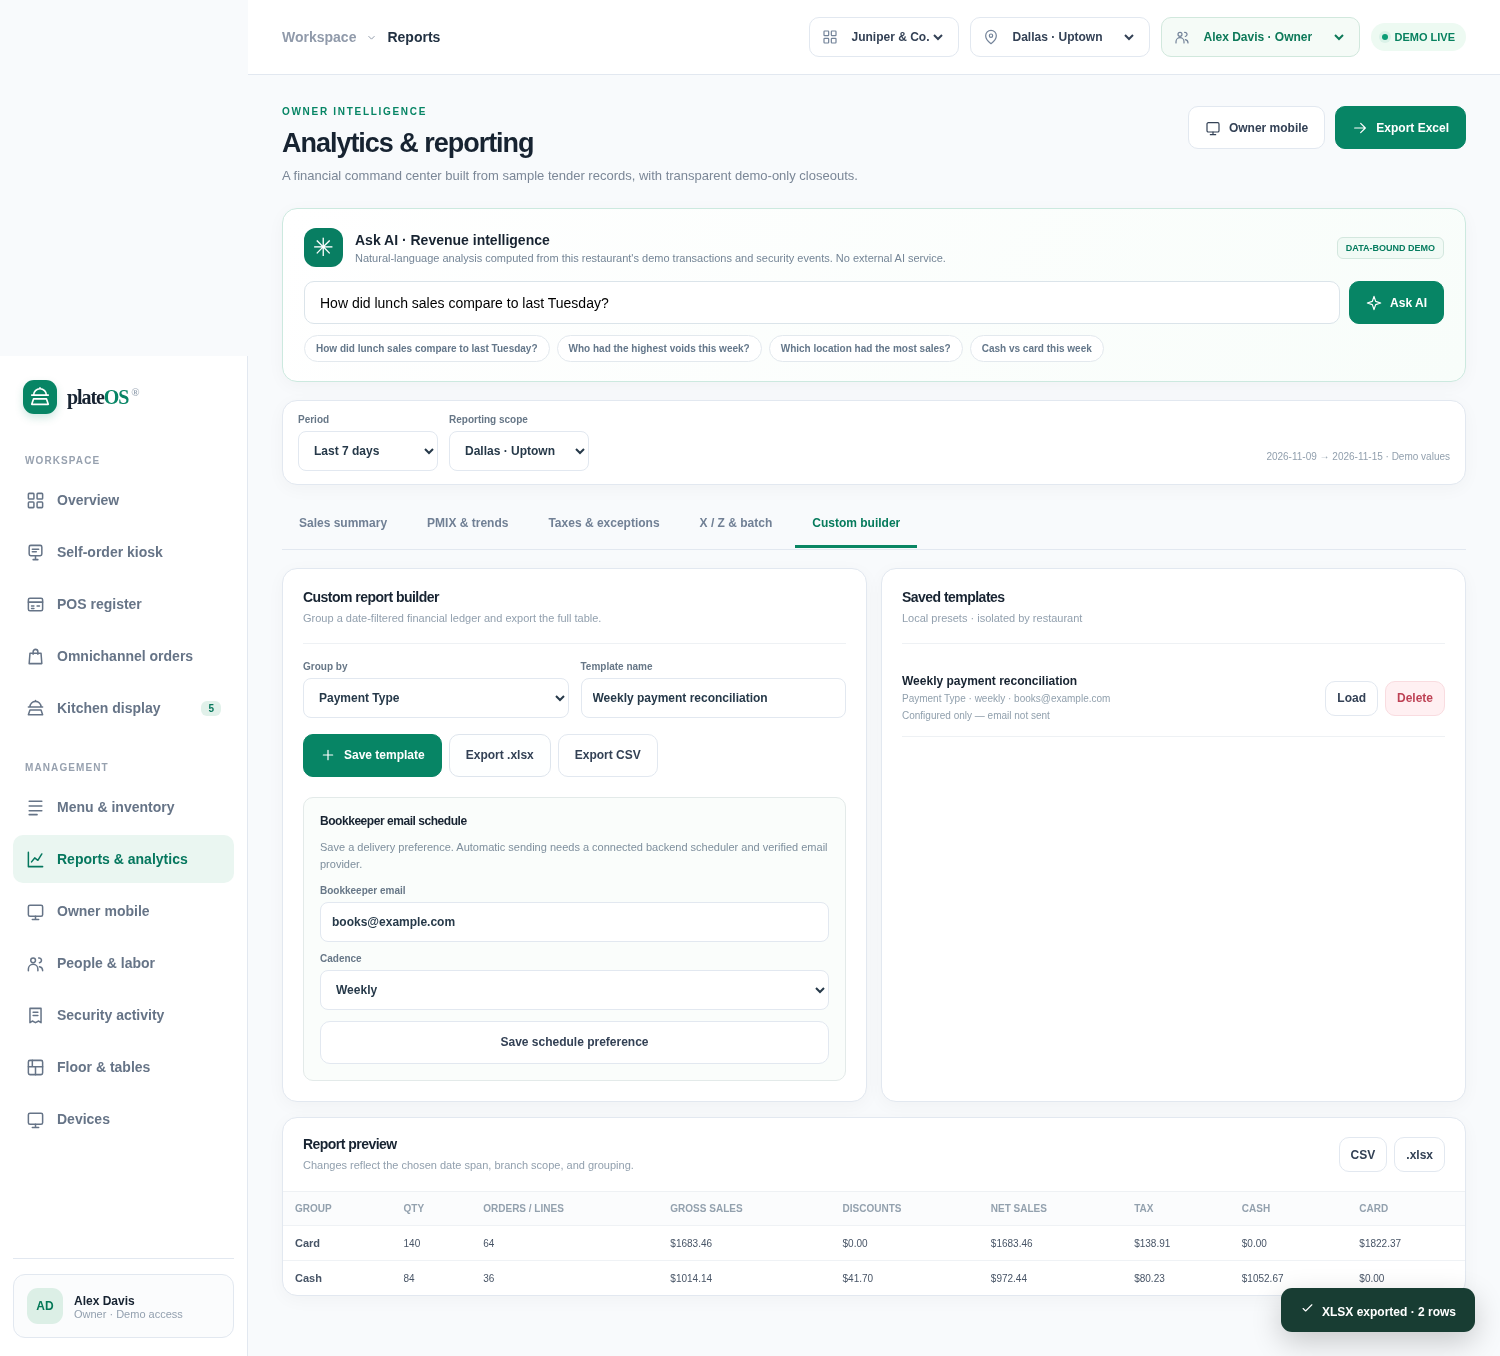 Workspace
Reports
Juniper & Co.
Dallas · Uptown
Alex Davis · Owner
DEMO LIVE
OWNER INTELLIGENCE
Analytics & reporting
A financial command center built from sample tender records, with transparent demo-only closeouts.
Owner mobile
Export Excel
Ask AI · Revenue intelligence
Natural-language analysis computed from this restaurant's demo transactions and security events. No external AI service.
DATA-BOUND DEMO
How did lunch sales compare to last Tuesday?
Ask AI
How did lunch sales compare to last Tuesday?
Who had the highest voids this week?
Which location had the most sales?
Cash vs card this week
plateOS ®
WORKSPACE
Overview
Self-order kiosk
POS register
Omnichannel orders
Kitchen display
5
MANAGEMENT
Menu & inventory
Reports & analytics
Owner mobile
People & labor
Security activity
Floor & tables
Devices
AD
Alex Davis
Owner · Demo access
Period
Reporting scope
Last 7 days
Dallas · Uptown
2026-11-09 → 2026-11-15 · Demo values
Sales summary
PMIX & trends
Taxes & exceptions
X / Z & batch
Custom builder
Custom report builder
Group a date-filtered financial ledger and export the full table.
Group by
Template name
Payment Type
Weekly payment reconciliation
Save template
Export .xlsx
Export CSV
Bookkeeper email schedule
Save a delivery preference. Automatic sending needs a connected backend scheduler and verified email
provider.
Bookkeeper email
books@example.com
Cadence
Weekly
Save schedule preference
Saved templates
Local presets · isolated by restaurant
Weekly payment reconciliation
Payment Type · weekly · books@example.com
Configured only — email not sent
Load
Delete
Report preview
Changes reflect the chosen date span, branch scope, and grouping.
CSV
.xlsx
GROUP QTY ORDERS / LINES GROSS SALES DISCOUNTS NET SALES TAX CASH CARD
Card 140 64 $1683.46 $0.00 $1683.46 $138.91 $0.00 $1822.37
Cash 84 36 $1014.14 $41.70 $972.44 $80.23 $1052.67 $0.00
XLSX exported · 2 rows